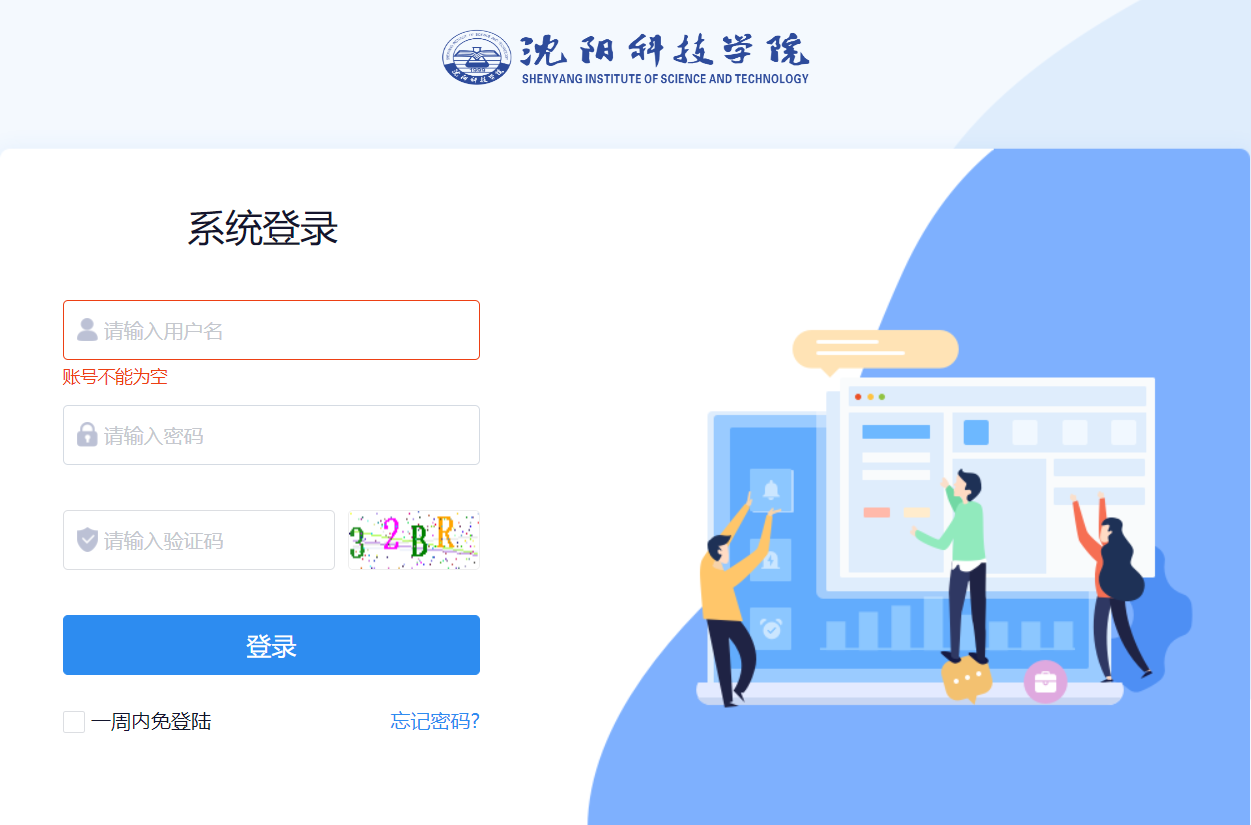 沈阳科技学院
SHENYANG INSTITUTE OF SCIENCE AND TECHNOLOGY
系统登录
请输入用户名
账号不能为空
请输入密码
请输入验证码
32BR
登录
一周内免登陆
忘记密码?